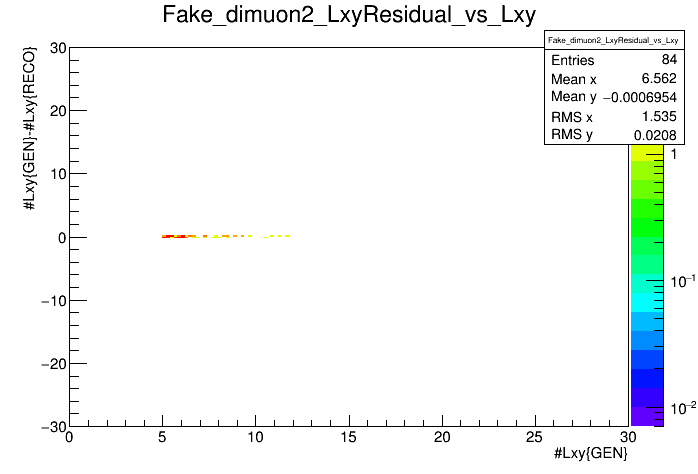 Fake_dimuon2_LxyResidual_vs_Lxy
Fake_dimuon2_LxyResidual_vs_Lxy
Entries 84
Mean x 6.562
Mean y −0.0006954
RMS x 1.535
RMS y 0.0208
#Lxy{GEN}-#Lxy{RECO}
30
20
10
0
−10
−20
−30
0 5 10 15 20 25 30
#Lxy{GEN}
1
10−1
10−2